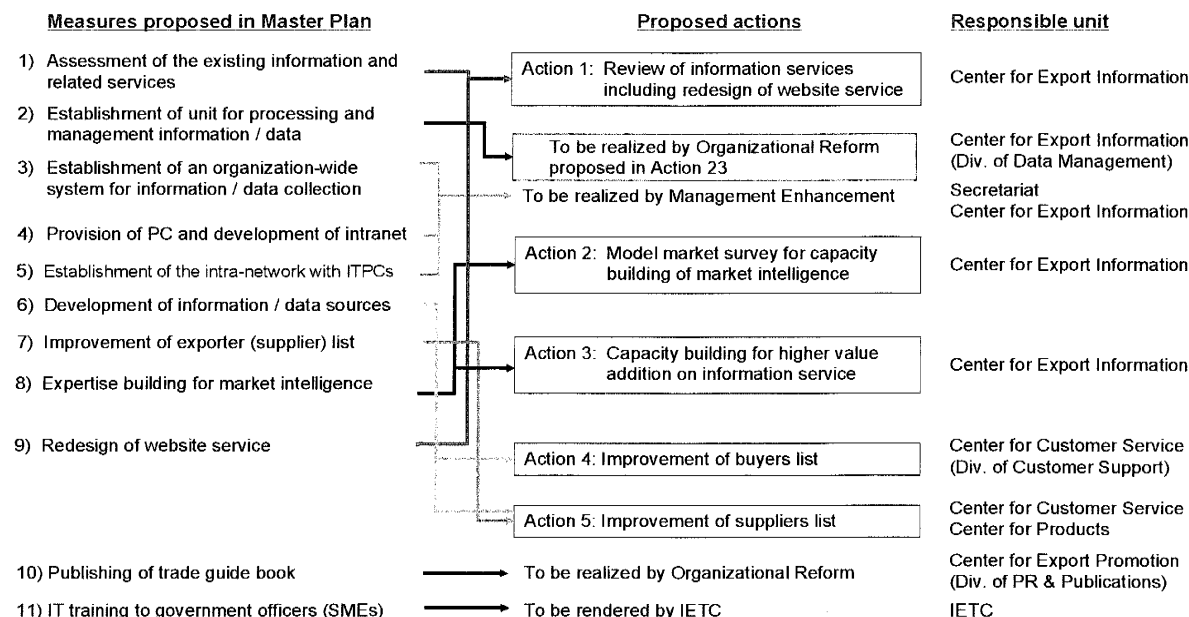 Measures proposed in Master Plan
Proposed actions
Responsible unit
1) Assessment of the existing information and
related services
2) Establishment of unit for processing and
management information / data
3) Establishment of an organization-wide
system for information / data collection
4) Provision of PC and development of intranet
5) Establishment of the intra-network with ITPCs
6) Development of information / data sources
7) Improvement of exporter (supplier) list
8) Expertise building for market intelligence
9) Redesign of website service
10) Publishing of trade guide book
11) IT training to government officers (SMEs)
Action 1: Review of information services
including redesign of website service
To be realized by Organizational Reform
proposed in Action 23
To be realized by Management Enhancement
Action 2: Model market survey for capacity
building of market intelligence
Action 3: Capacity building for higher value
addition on information service
Action 4: Improvement of buyers list
Action 5: Improvement of suppliers list
To be realized by Organizational Reform
To be rendered by IETC
Center for Export Information
Center for Export Information
(Div. of Data Management)
Secretariat
Center for Export Information
Center for Export Information
Center for Export Information
Center for Customer Service
(Div. of Customer Support)
Center for Customer Service
Center for Products
Center for Export Promotion
(Div. of PR & Publications)
IETC